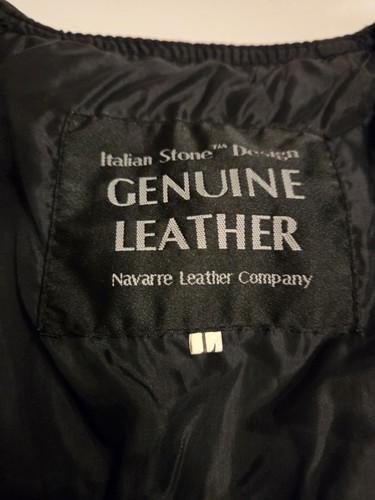 Italian Stone™ Design
GENUINE
LEATHER
Navarre Leather Company